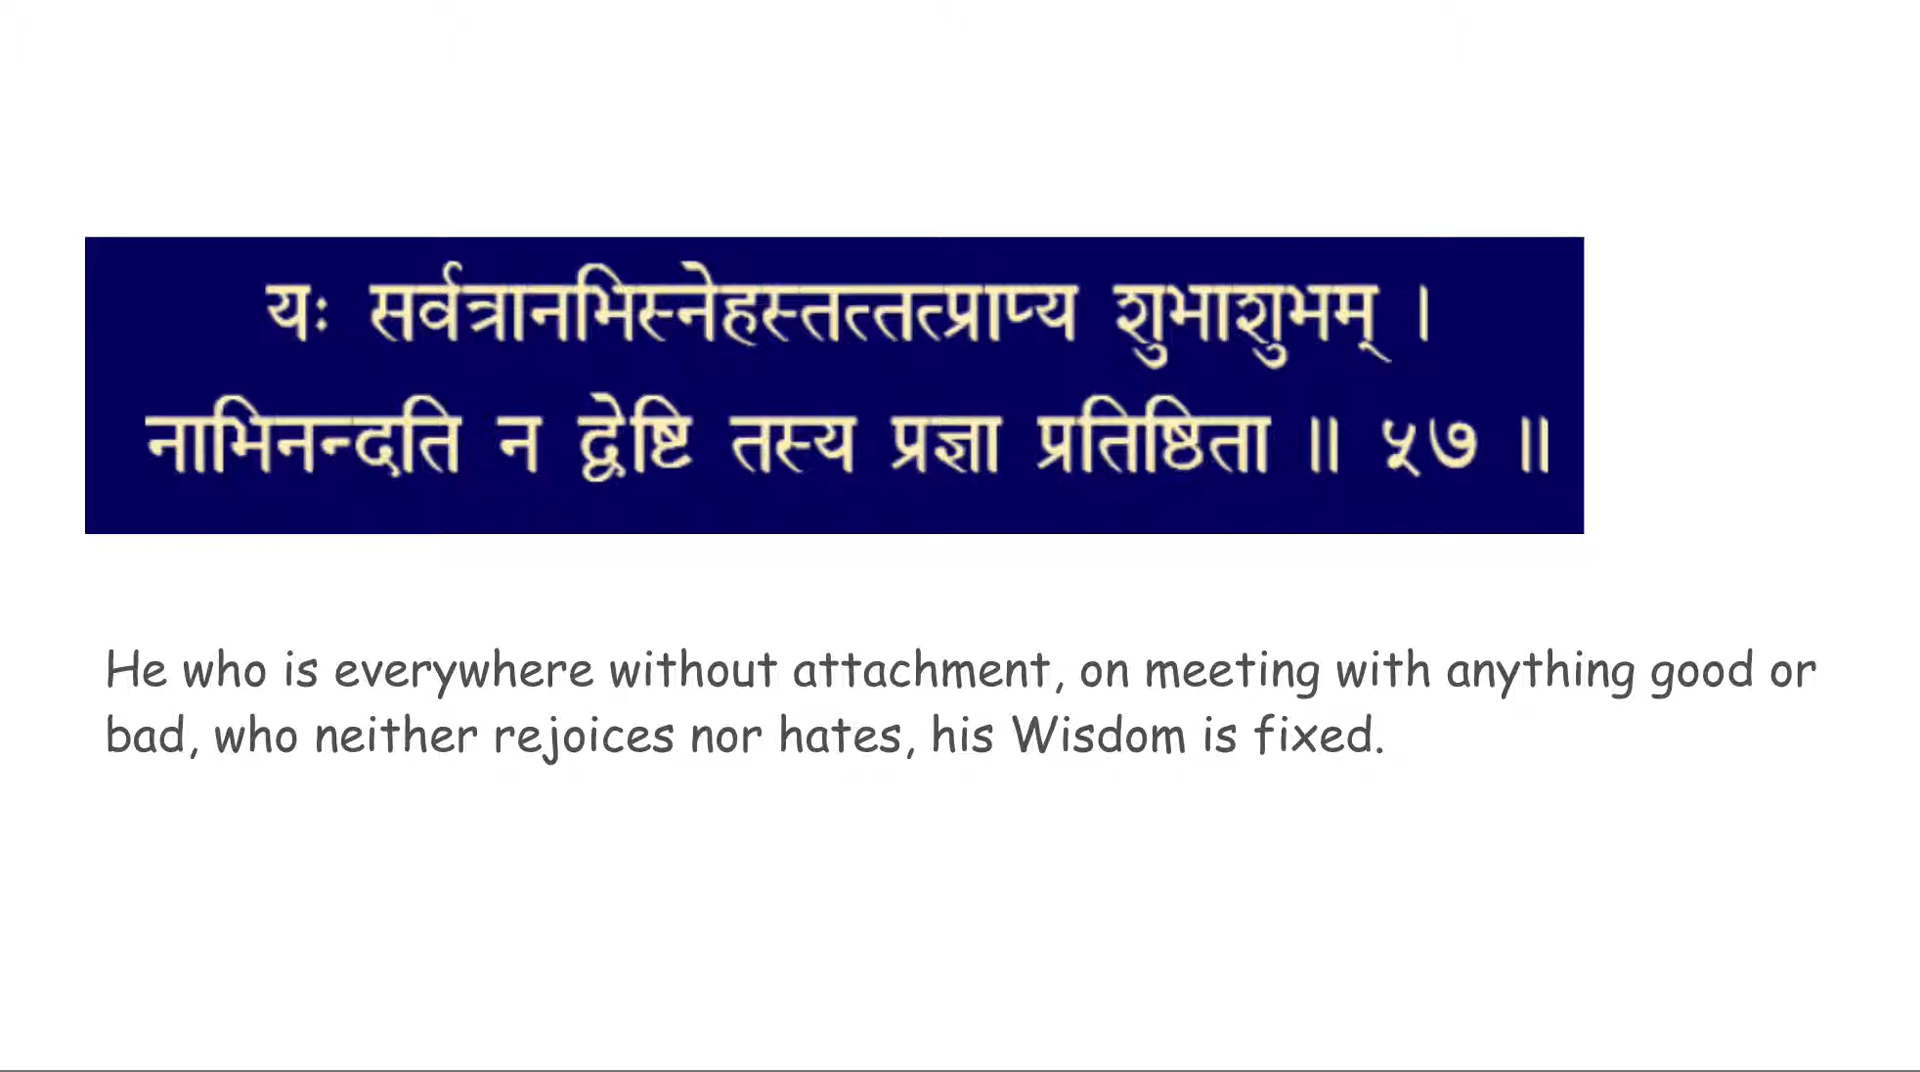 यः सर्वत्रानभिस्नेहस्तत्तत्प्राप्य शुभाशुभम् ।
नाभिनन्दति न द्वेष्टि तस्य प्रज्ञा प्रतिष्ठिता ॥ ५७ ॥
He who is everywhere without attachment, on meeting with anything good or
bad, who neither rejoices nor hates, his Wisdom is fixed.